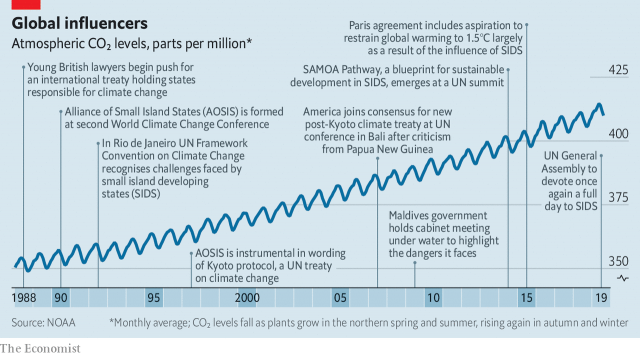 Global influencers
Atmospheric CO₂ levels, parts per million*
Paris agreement includes aspiration to
restrain global warming to 1.5°C largely
as a result of the influence of SIDS
Young British lawyers begin push for
an international treaty holding states
responsible for climate change
SAMOA Pathway, a blueprint for sustainable
development in SIDS, emerges at a UN summit
425
Alliance of Small Island States (AOSIS) is formed
at second World Climate Change Conference
America joins consensus for new
post-Kyoto climate treaty at UN
conference in Bali after criticism
from Papua New Guinea
In Rio de Janeiro UN Framework
Convention on Climate Change
recognises challenges faced by
small island developing
states (SIDS)
400
UN General
Assembly to
devote once
again a full
day to SIDS
375
Maldives government
holds cabinet meeting
under water to highlight
the dangers it faces
AOSIS is instrumental in wording
of Kyoto protocol, a UN treaty
on climate change
350
1988 90 95 2000 05 10 15 19
Source: NOAA *Monthly average; CO₂ levels fall as plants grow in the northern spring and summer, rising again in autumn and winter
The Economist